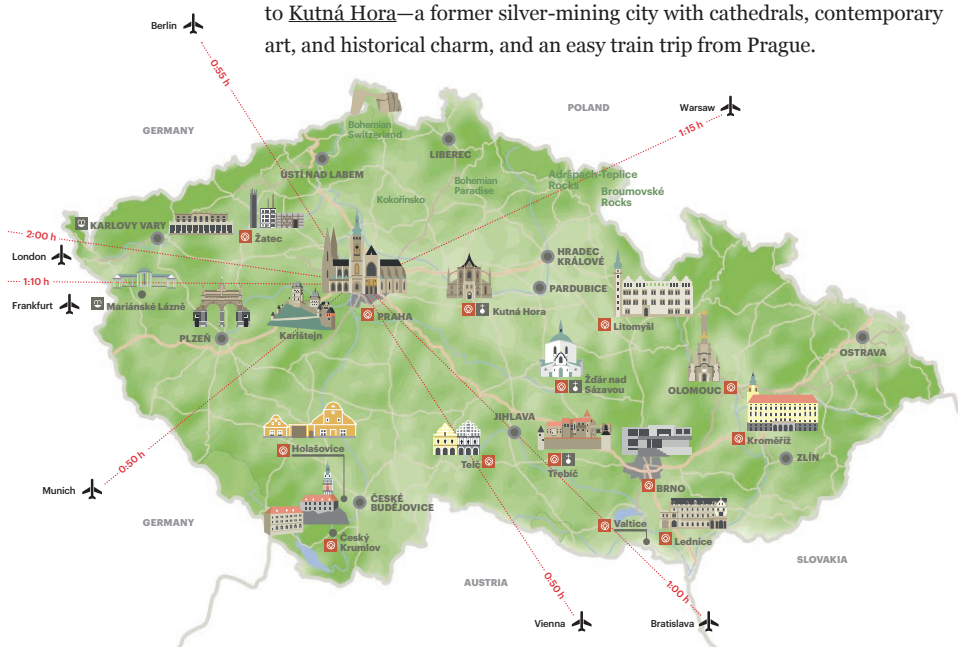 to Kutná Hora—a former silver-mining city with cathedrals, contemporary
art, and historical charm, and an easy train trip from Prague.
Berlin
0:55 h
GERMANY
POLAND
Warsaw
1:15 h
Bohemian
Switzerland
LIBEREC
ÚSTÍ NAD LABEM
Bohemian
Paradise
Adršpach-Teplice
Rocks
Broumovské
Rocks
Kokořínsko
KARLOVY VARY
Žatec
2:00 h
London
1:10 h
Frankfurt
HRADEC
KRÁLOVÉ
PARDUBICE
Mariánské Lázně
PLZEŇ
Karlštejn
PRAHA
Kutná Hora
Litomyšl
OSTRAVA
Žďár nad
Sázavou
OLOMOUC
JIHLAVA
Holašovice
Telč
Třebíč
Kroměříž
ZLÍN
0:50 h
Munich
BRNO
ČESKÉ
BUDĚJOVICE
Český
Krumlov
Valtice
Lednice
GERMANY
SLOVAKIA
AUSTRIA
0:50 h
1:00 h
Vienna
Bratislava